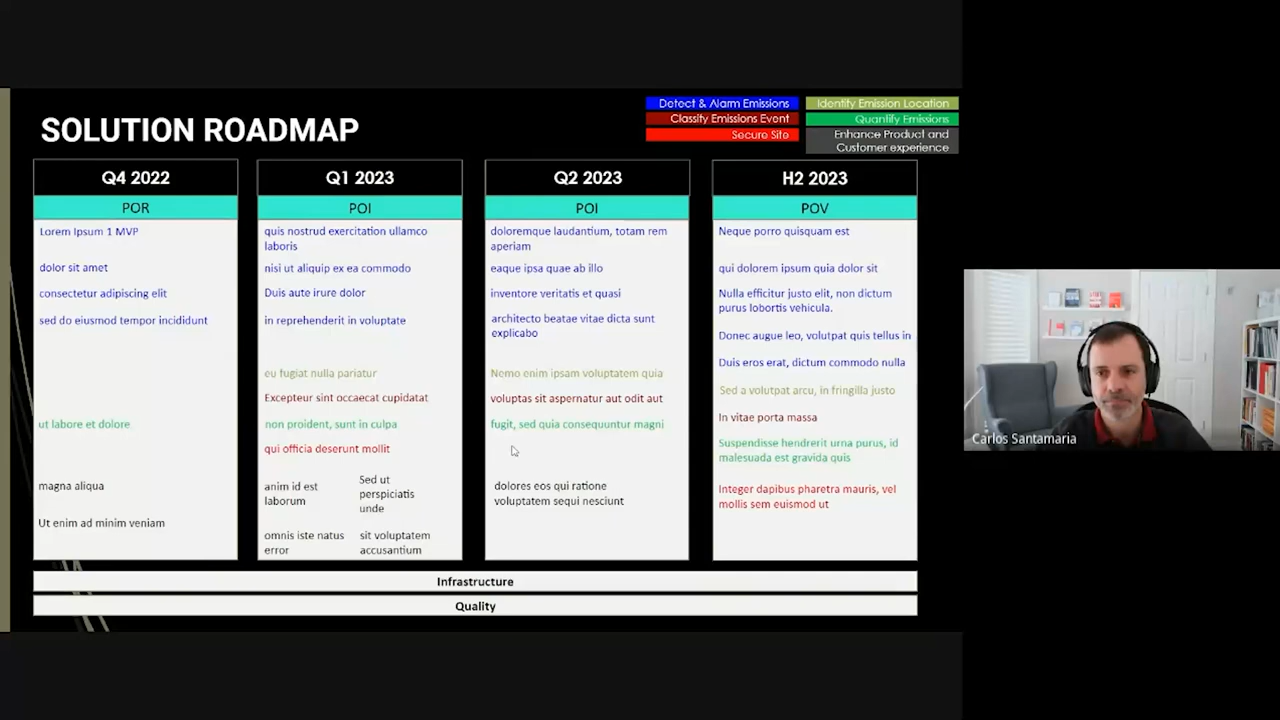 SOLUTION ROADMAP
Detect & Alarm Emissions
Classify Emissions Event
Secure Site
Identify Emission Location
Quantify Emissions
Enhance Product and
Customer experience
Q4 2022
POR
Lorem Ipsum 1 MVP
dolor sit amet
consectetur adipiscing elit
sed do eiusmod tempor incididunt
ut labore et dolore
magna aliqua
Ut enim ad minim veniam
Q1 2023
POI
quis nostrud exercitation ullamco
laboris
nisi ut aliquip ex ea commodo
Duis aute irure dolor
in reprehenderit in voluptate
eu fugiat nulla pariatur
Excepteur sint occaecat cupidatat
non proident, sunt in culpa
qui officia deserunt mollit
anim id est
laborum
Sed ut
perspiciatis
unde
omnis iste natus
error
sit voluptatem
accusantium
Q2 2023
POI
doloremque laudantium, totam rem
aperiam
eaque ipsa quae ab illo
inventore veritatis et quasi
architecto beatae vitae dicta sunt
explicabo
Nemo enim ipsam voluptatem quia
voluptas sit aspernatur aut odit aut
fugit, sed quia consequuntur magni
dolores eos qui ratione
voluptatem sequi nesciunt
H2 2023
POV
Neque porro quisquam est
qui dolorem ipsum quia dolor sit
Nulla efficitur justo elit, non dictum
purus lobortis vehicula.
Donec augue leo, volutpat quis tellus in
Duis eros erat, dictum commodo nulla
Sed a volutpat arcu, in fringilla justo
In vitae porta massa
Suspendisse hendrerit urna purus, id
malesuada est gravida quis
Integer dapibus pharetra mauris, vel
mollis sem euismod ut
Infrastructure
Quality
Carlos Santamaria